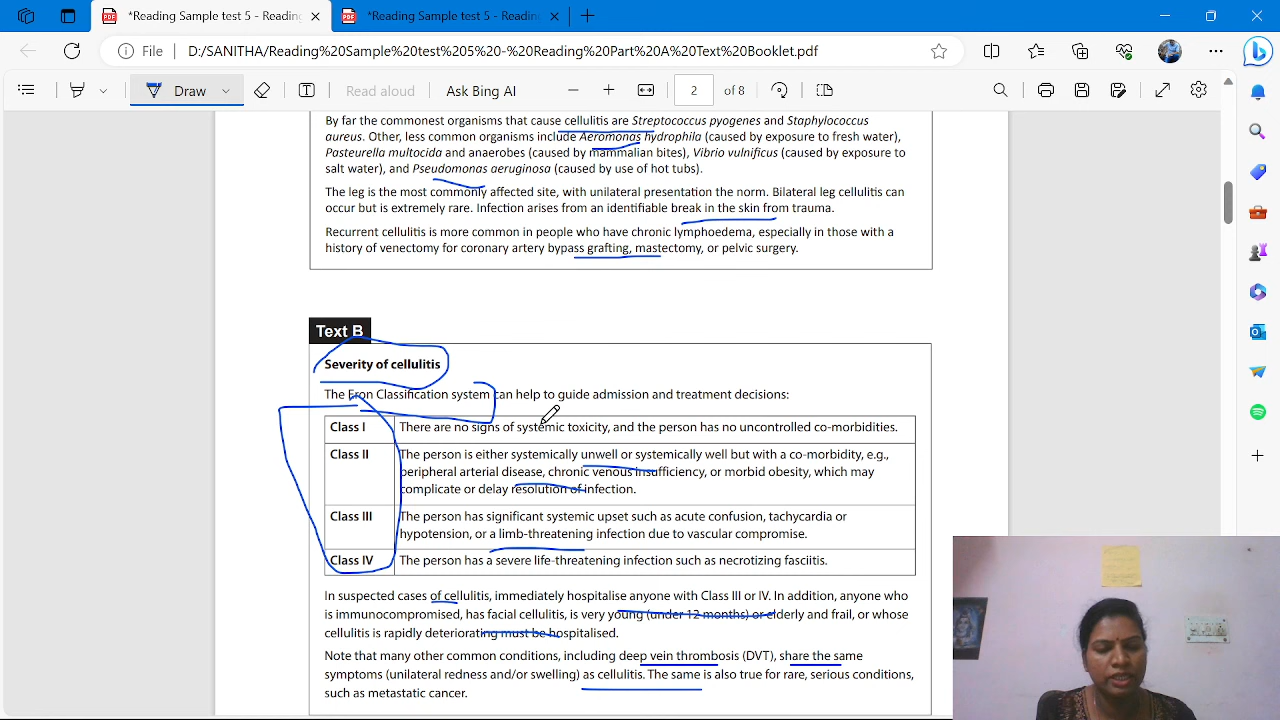 *Reading Sample test 5 - Reading
*Reading Sample test 5 - Reading
File
D:/SANITHA/Reading%20Sample%20test%205%20-%20Reading%20Part%20A%20Text%20Booklet.pdf
Draw
Read aloud
Ask Bing AI
2
of 8
By far the commonest organisms that cause cellulitis are Streptococcus pyogenes and Staphylococcus
aureus. Other, less common organisms include Aeromonas hydrophila (caused by exposure to fresh water),
Pasteurella multocida and anaerobes (caused by mammalian bites), Vibrio vulnificus (caused by exposure to
salt water), and Pseudomonas aeruginosa (caused by use of hot tubs).
The leg is the most commonly affected site, with unilateral presentation the norm. Bilateral leg cellulitis can
occur but is extremely rare. Infection arises from an identifiable break in the skin from trauma.
Recurrent cellulitis is more common in people who have chronic lymphoedema, especially in those with a
history of venectomy for coronary artery bypass grafting, mastectomy, or pelvic surgery.
Text B
Severity of cellulitis
The Eron Classification system can help to guide admission and treatment decisions:
Class I There are no signs of systemic toxicity, and the person has no uncontrolled co-morbidities.
Class II The person is either systemically unwell or systemically well but with a co-morbidity, e.g.,
peripheral arterial disease, chronic venous insufficiency, or morbid obesity, which may
complicate or delay resolution of infection.
Class III The person has significant systemic upset such as acute confusion, tachycardia or
hypotension, or a limb-threatening infection due to vascular compromise.
Class IV The person has a severe life-threatening infection such as necrotizing fasciitis.
In suspected cases of cellulitis, immediately hospitalise anyone with Class III or IV. In addition, anyone who
is immunocompromised, has facial cellulitis, is very young (under 12 months) or elderly and frail, or whose
cellulitis is rapidly deteriorating must be hospitalised.
Note that many other common conditions, including deep vein thrombosis (DVT), share the same
symptoms (unilateral redness and/or swelling) as cellulitis. The same is also true for rare, serious conditions,
such as metastatic cancer.